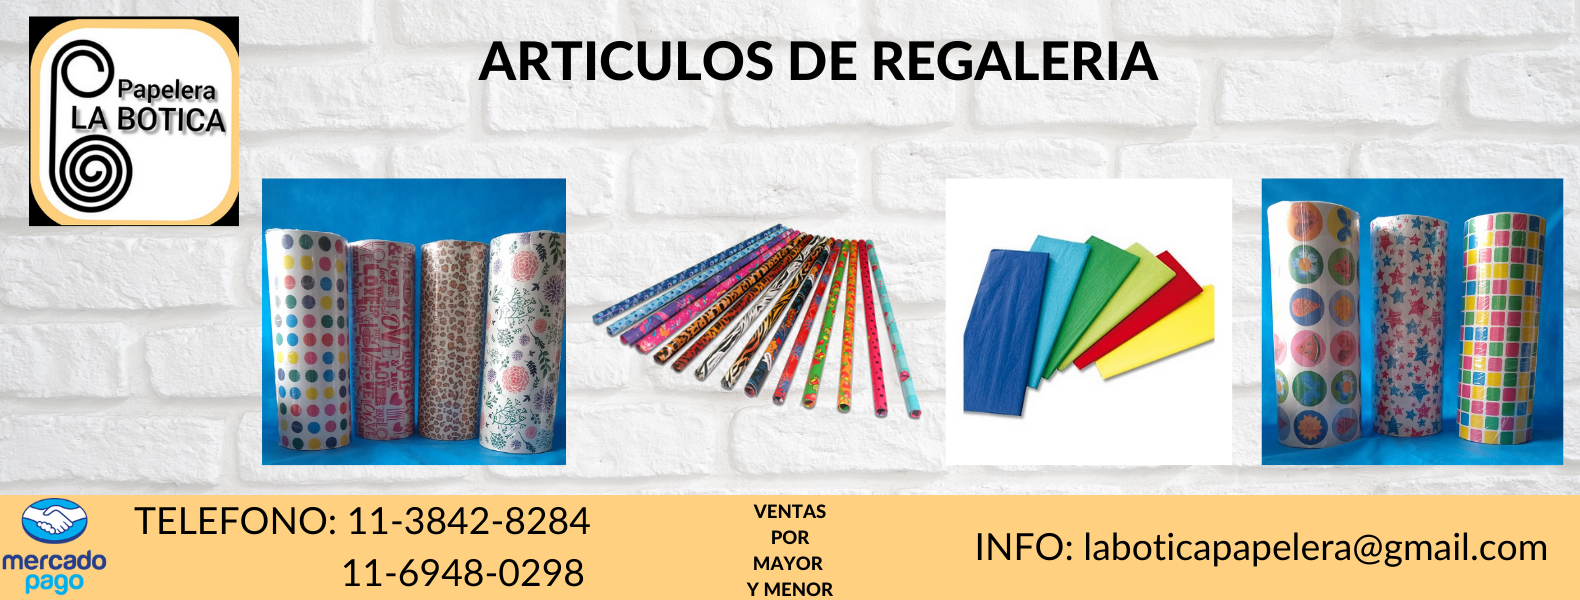 Papelera
LA BOTICA
ARTICULOS DE REGALERIA
mercado
pago
TELEFONO: 11-3842-8284
11-6948-0298
VENTAS
POR
MAYOR
Y MENOR
INFO: laboticapapelera@gmail.com